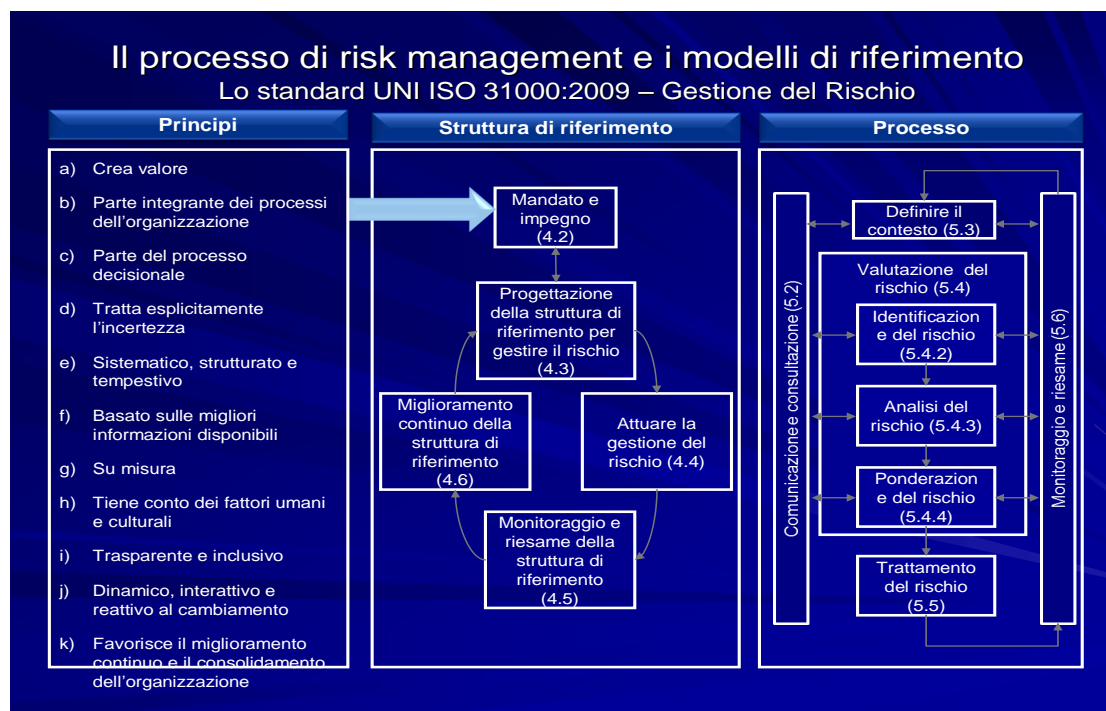 Il processo di risk management e i modelli di riferimento
Lo standard UNI ISO 31000:2009 – Gestione del Rischio
Principi
a) Crea valore
b) Parte integrante dei processi
dell'organizzazione
c) Parte del processo
decisionale
d) Tratta esplicitamente
l'incertezza
e) Sistematico, strutturato e
tempestivo
f) Basato sulle migliori
informazioni disponibili
g) Su misura
h) Tiene conto dei fattori umani
e culturali
i) Trasparente e inclusivo
j) Dinamico, interattivo e
reattivo al cambiamento
k) Favorisce il miglioramento
continuo e il consolidamento
dell'organizzazione
Struttura di riferimento
Mandato e
impegno
(4.2)
Progettazione
della struttura di
riferimento per
gestire il rischio
(4.3)
Miglioramento
continuo della
struttura di
riferimento
(4.6)
Attuare la
gestione del
rischio (4.4)
Monitoraggio e
riesame della
struttura di
riferimento
(4.5)
Processo
Comunicazione e consultazione (5.2)
Definire il
contesto (5.3)
Valutazione del
rischio (5.4)
Identificazion
e del rischio
(5.4.2)
Analisi del
rischio (5.4.3)
Ponderazion
e del rischio
(5.4.4)
Trattamento
del rischio
(5.5)
Monitoraggio e riesame (5.6)